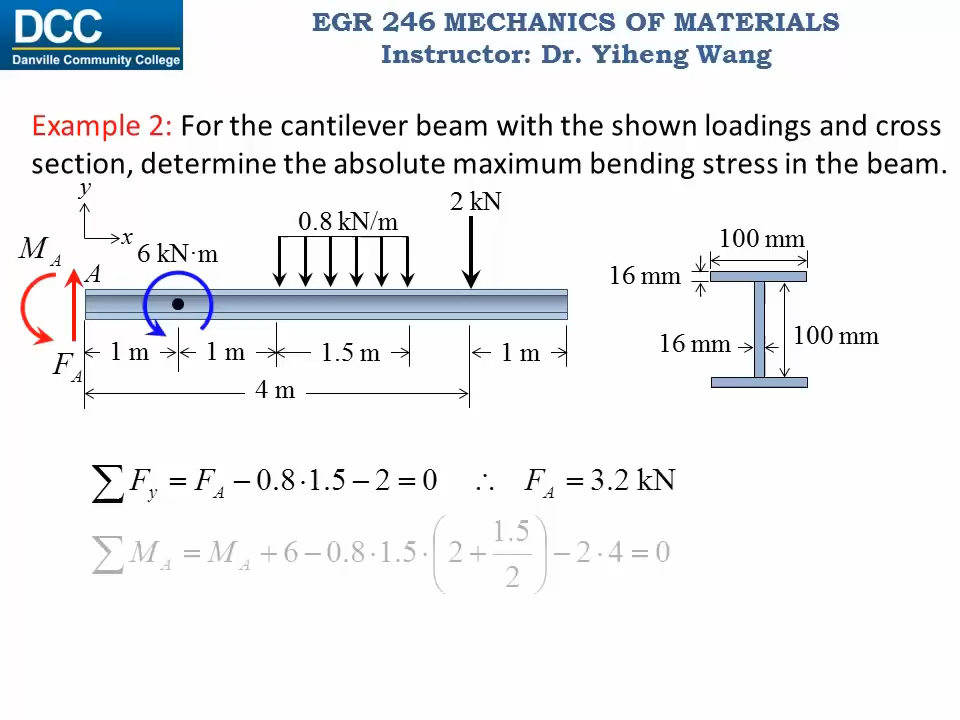 DCC
Danville Community College
EGR 246 MECHANICS OF MATERIALS
Instructor: Dr. Yiheng Wang
Example 2: For the cantilever beam with the shown loadings and cross
section, determine the absolute maximum bending stress in the beam.
y
x
M_A
A
6 kN·m
0.8 kN/m
2 kN
F_A
1 m
1 m
1.5 m
1 m
4 m
100 mm
16 mm
16 mm
100 mm
∑ F_y = F_A − 0.8·1.5 − 2 = 0 ∴ F_A = 3.2 kN
∑ M_A = M_A + 6 − 0.8·1.5·(2 + 1.5/2) − 2·4 = 0